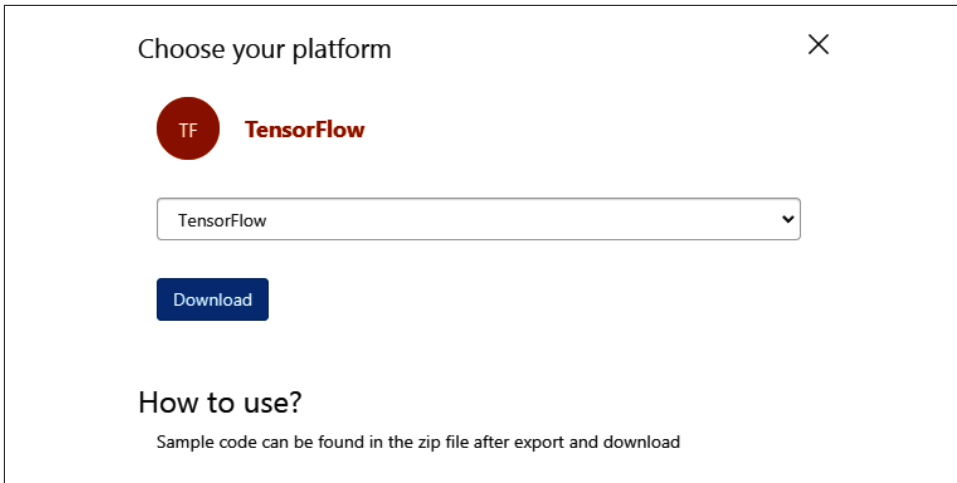 Choose your platform
TF
TensorFlow
TensorFlow
Download
How to use?
Sample code can be found in the zip file after export and download